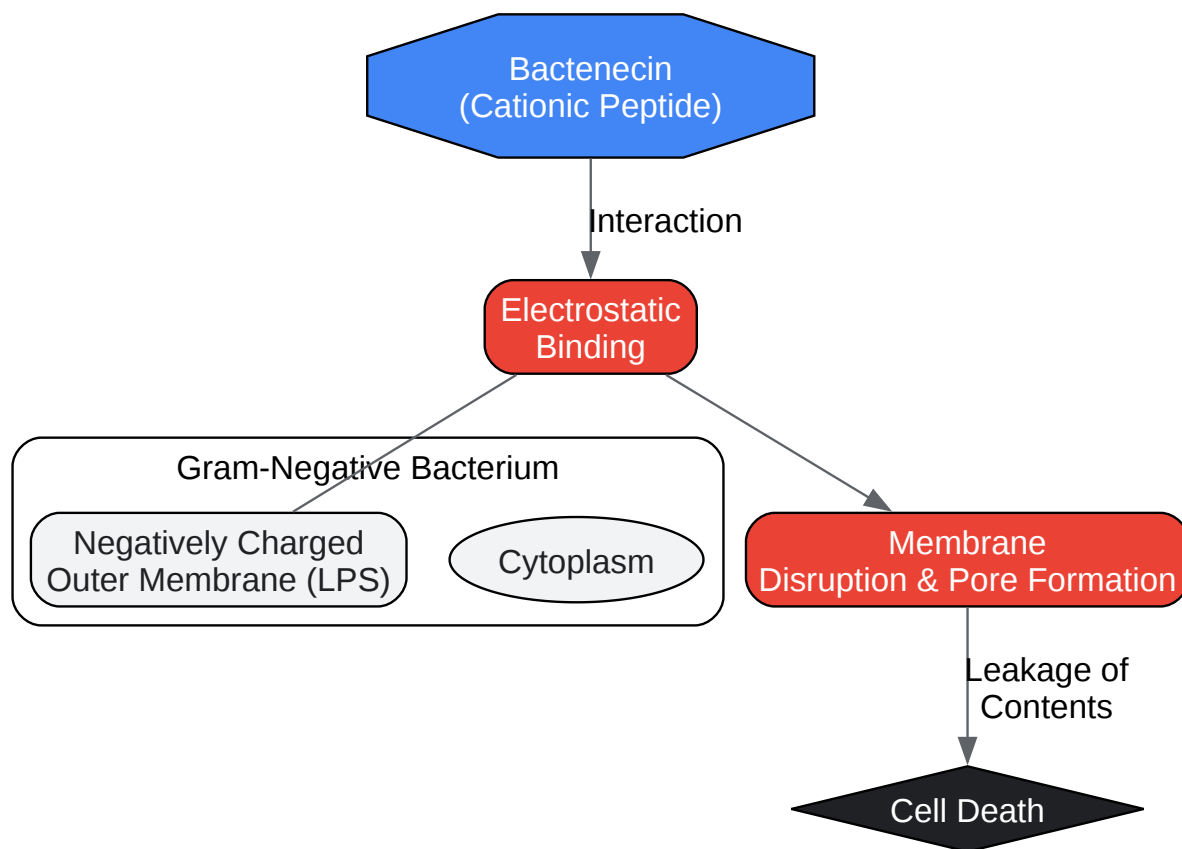 Bactenecin
(Cationic Peptide)
Interaction
Electrostatic
Binding
Gram-Negative Bacterium
Negatively Charged
Outer Membrane (LPS)
Cytoplasm
Membrane
Disruption & Pore Formation
Leakage of
Contents
Cell Death